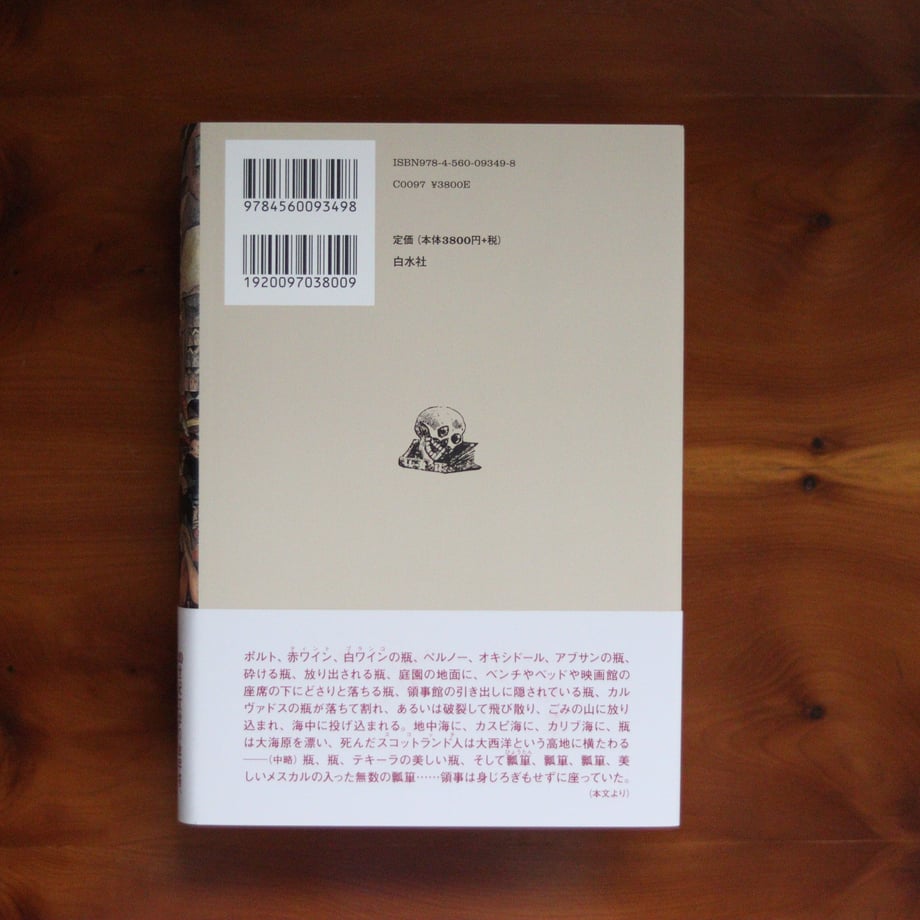 9784560093498
1920097038009
ISBN978-4-560-09349-8
C0097 ¥3800E
定価（本体3800円+税）
白水社
ポルト、赤ワイン、白ワインの瓶、ペルノー、オキシドール、アブサンの瓶、
砕ける瓶、放り出される瓶、庭園の地面に、ベンチやベッドや映画館の
座席の下にどさりと落ちる瓶、領事館の引き出しに隠されている瓶、カル
ヴァドスの瓶が落ちて割れ、あるいは破裂して飛び散り、ごみの山に放り
込まれ、海中に投げ込まれる。地中海に、カスピ海に、カリブ海に、瓶
は大海原を漂い、死んだスコットランド人は大西洋という高地に横たわる
――（中略）瓶、瓶、テキーラの美しい瓶、そして瓢箪、瓢箪、瓢箪、美
しいメスカルの入った無数の瓢箪……領事は身じろぎもせずに座っていた。
（本文より）